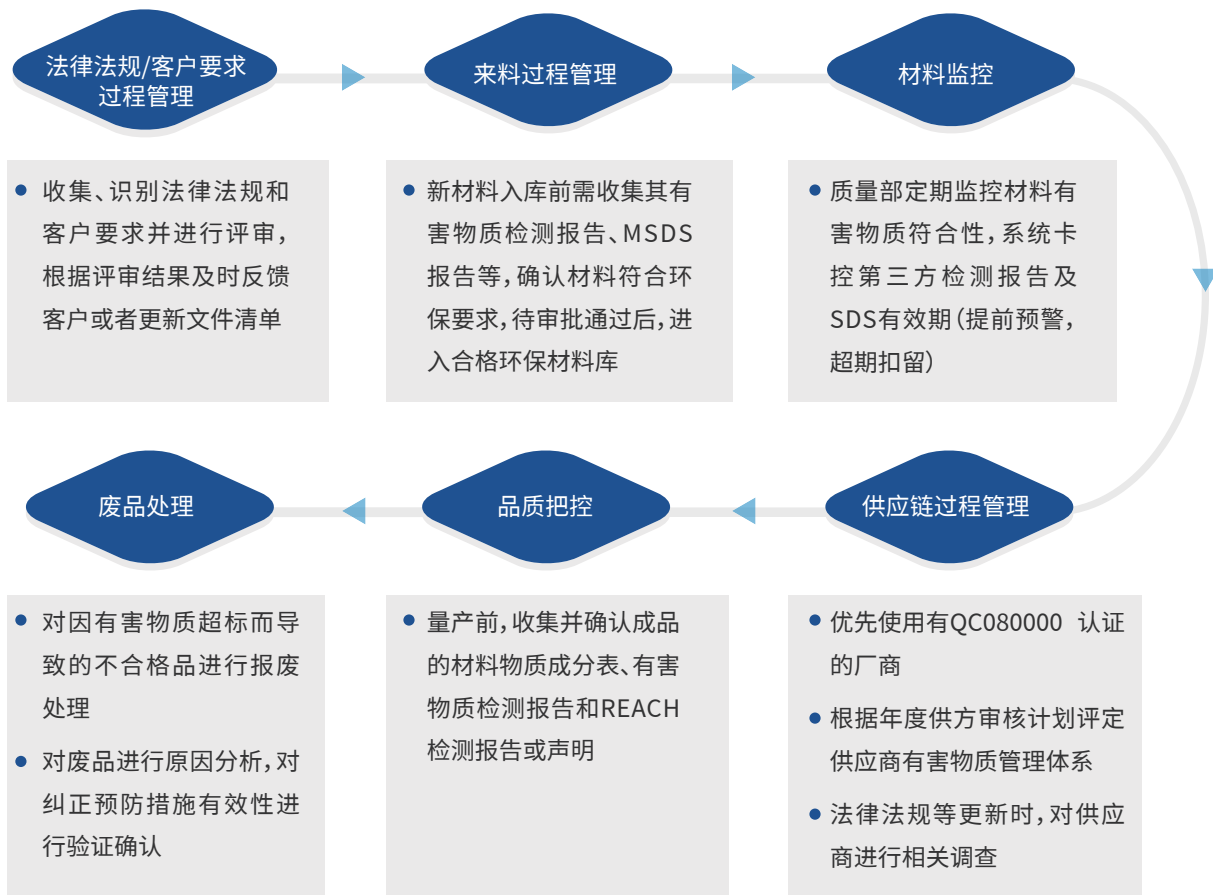 法律法规/客户要求
过程管理
来料过程管理
材料监控
收集、识别法律法规和
客户要求并进行评审，
根据评审结果及时反馈
客户或者更新文件清单
新材料入库前需收集其有
害物质检测报告、MSDS
报告等，确认材料符合环
保要求，待审批通过后，进
入合格环保材料库
质量部定期监控材料有
害物质符合性，系统卡
控第三方检测报告及
SDS有效期（提前预警，
超期扣留）
废品处理
品质把控
供应链过程管理
对因有害物质超标而导
致的不合格品进行报废
处理
对废品进行原因分析，对
纠正预防措施有效性进
行验证确认
量产前，收集并确认成品
的材料物质成分表、有害
物质检测报告和REACH
检测报告或声明
优先使用有QC080000 认证
的厂商
根据年度供方审核计划评定
供应商有害物质管理体系
法律法规等更新时，对供应
商进行相关调查